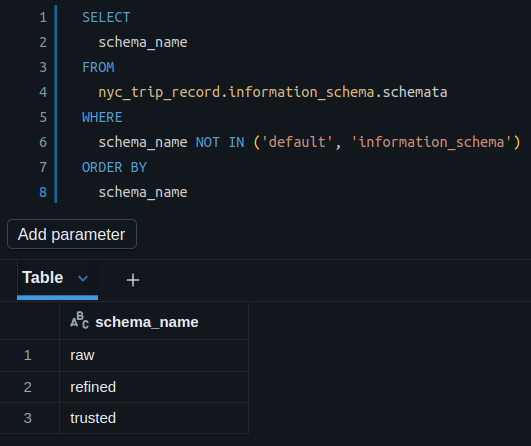 1 SELECT
2 schema_name
3 FROM
4 nyc_trip_record.information_schema.schemata
5 WHERE
6 schema_name NOT IN ('default', 'information_schema')
7 ORDER BY
8 schema_name
Add parameter
Table +
ABC schema_name
1 raw
2 refined
3 trusted